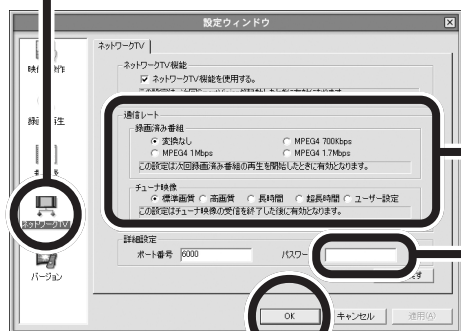 設定ウィンドウ
ネットワークTV
ネットワークTV機能
ネットワークTV機能を使用する。
通信レート
録画済み番組
変換なし
MPEG4 700Kbps
MPEG4 1Mbps
MPEG4 1.7Mbps
この設定は次回録画済み番組の再生を開始したときに有効となります。
チューナ映像
標準画質
高画質
長時間
超長時間
ユーザー設定
この設定はチューナ映像の受信を終了した後に有効となります。
ネットワークTV
詳細設定
ポート番号
6000
パスワー
バージョン
OK
キャンセル
適用(A)